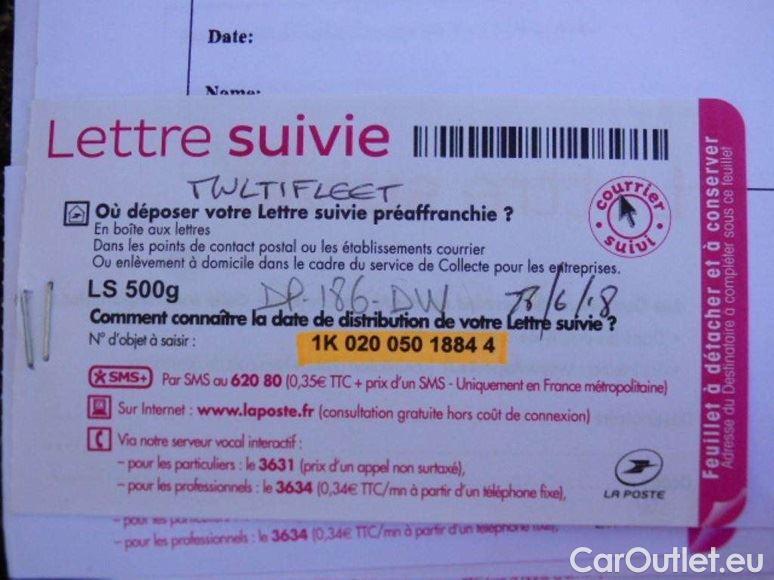 Date:
Name:
Lettre suivie
MULTIFLEET
Où déposer votre Lettre suivie préaffranchie ?
En boîte aux lettres
Dans les points de contact postal ou les établissements courrier
Ou enlèvement à domicile dans le cadre du service de Collecte pour les entreprises.
courrier
suivi
LS 500g
DP-186-DW
/6/18
Comment connaître la date de distribution de votre Lettre suivie ?
N° d'objet à saisir :
1K 020 050 1884 4
SMS+ Par SMS au 620 80 (0,35€ TTC + prix d'un SMS - Uniquement en France métropolitaine)
Sur Internet : www.laposte.fr (consultation gratuite hors coût de connexion)
Via notre serveur vocal interactif :
– pour les particuliers : le 3631 (prix d'un appel non surtaxé),
– pour les professionnels : le 3634 (0,34€ TTC/mn à partir d'un téléphone fixe),
LA POSTE
Feuillet à détacher et à conserver
Adresse du Destinataire à compléter sous ce feuillet
– pour les professionnels : le 3634 (0,34€ TTC/mn à partir d'un téléphone fixe),
CarOutlet.eu